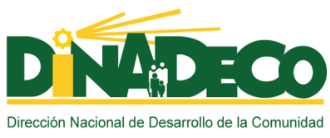 DiNADECO
Dirección Nacional de Desarrollo de la Comunidad